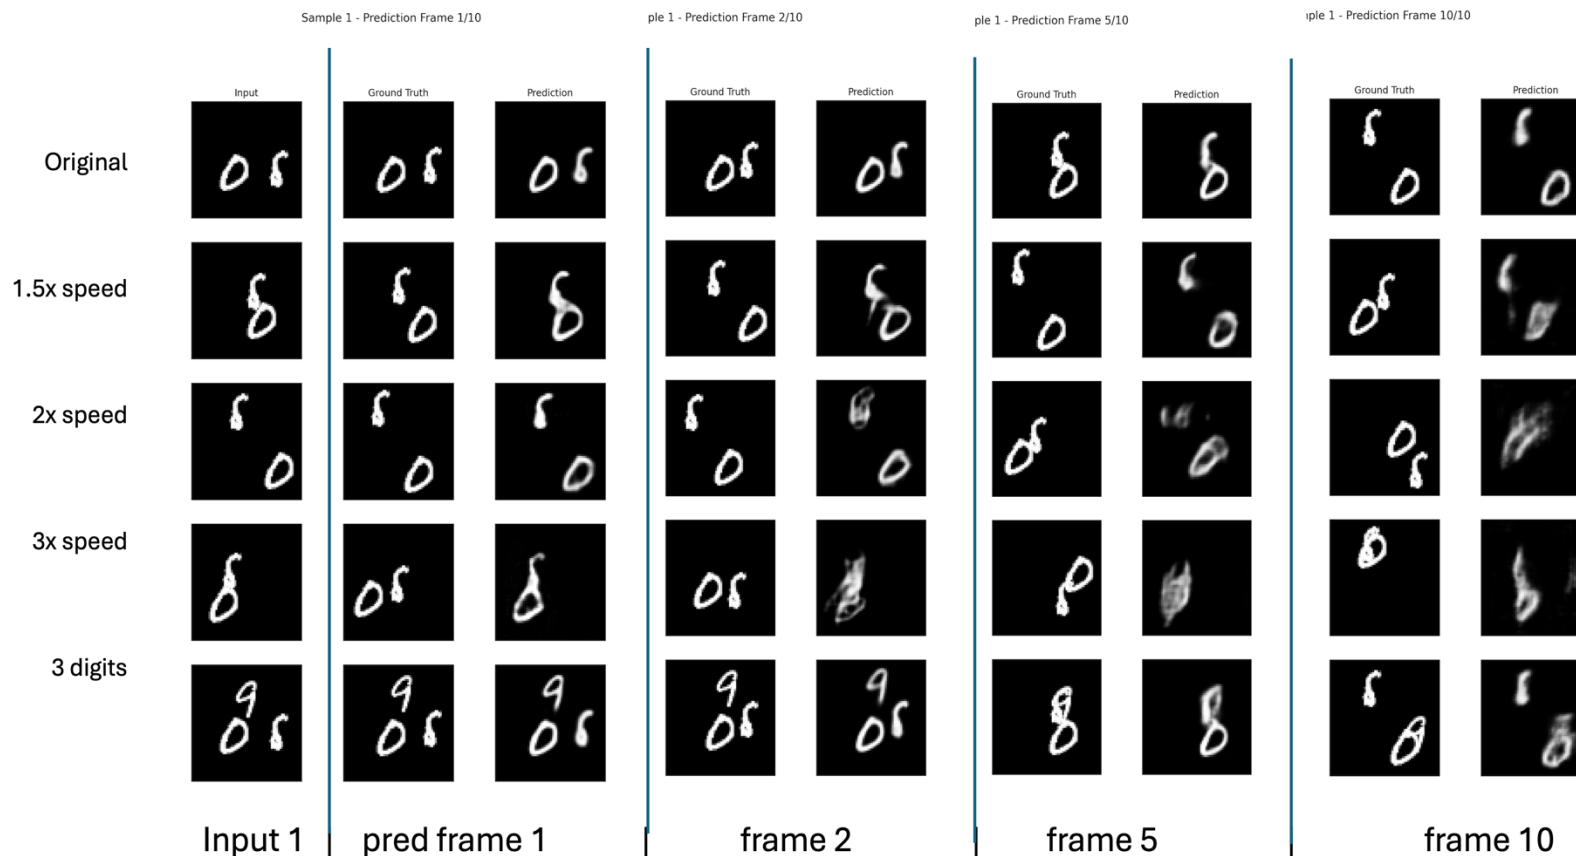 Sample 1 - Prediction Frame 1/10
ple 1 - Prediction Frame 2/10
ple 1 - Prediction Frame 5/10
ple 1 - Prediction Frame 10/10
Input
Ground Truth
Prediction
Ground Truth
Prediction
Ground Truth
Prediction
Ground Truth
Prediction
Original
1.5x speed
2x speed
3x speed
3 digits
Input 1
pred frame 1
frame 2
frame 5
frame 10